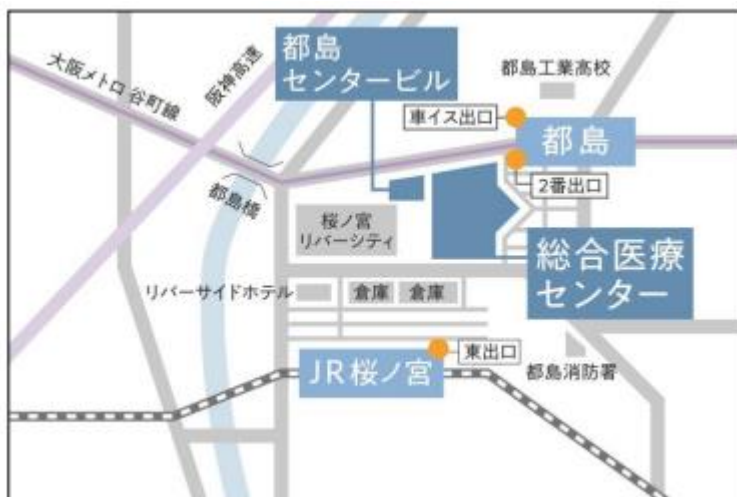 都島
センタービル
大阪メトロ谷町線
阪神高速
都島工業高校
車イス出口
都島
2番出口
都島橋
桜ノ宮
リバーシティ
総合医療
センター
リバーサイドホテル
倉庫
倉庫
東出口
JR桜ノ宮
都島消防署